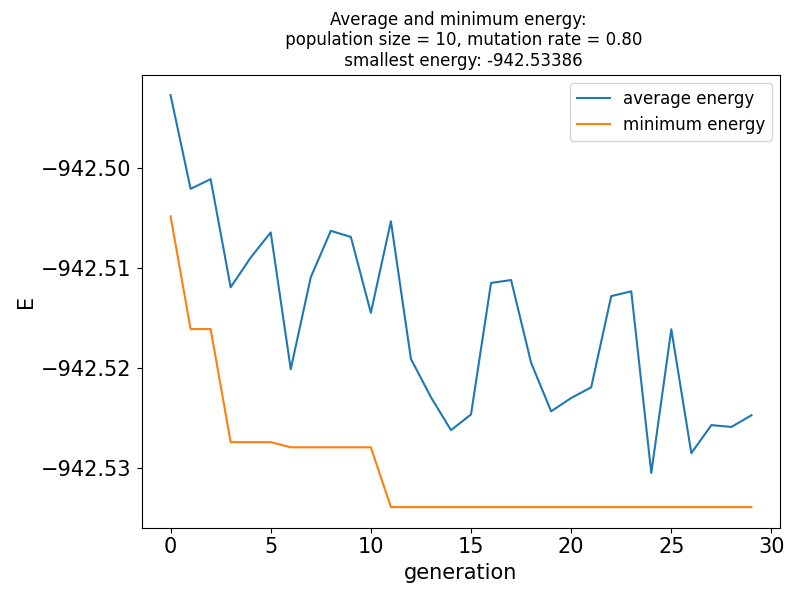 Average and minimum energy:
population size = 10, mutation rate = 0.80
smallest energy: -942.53386
average energy
minimum energy
−942.50
−942.51
−942.52
−942.53
E
0 5 10 15 20 25 30
generation